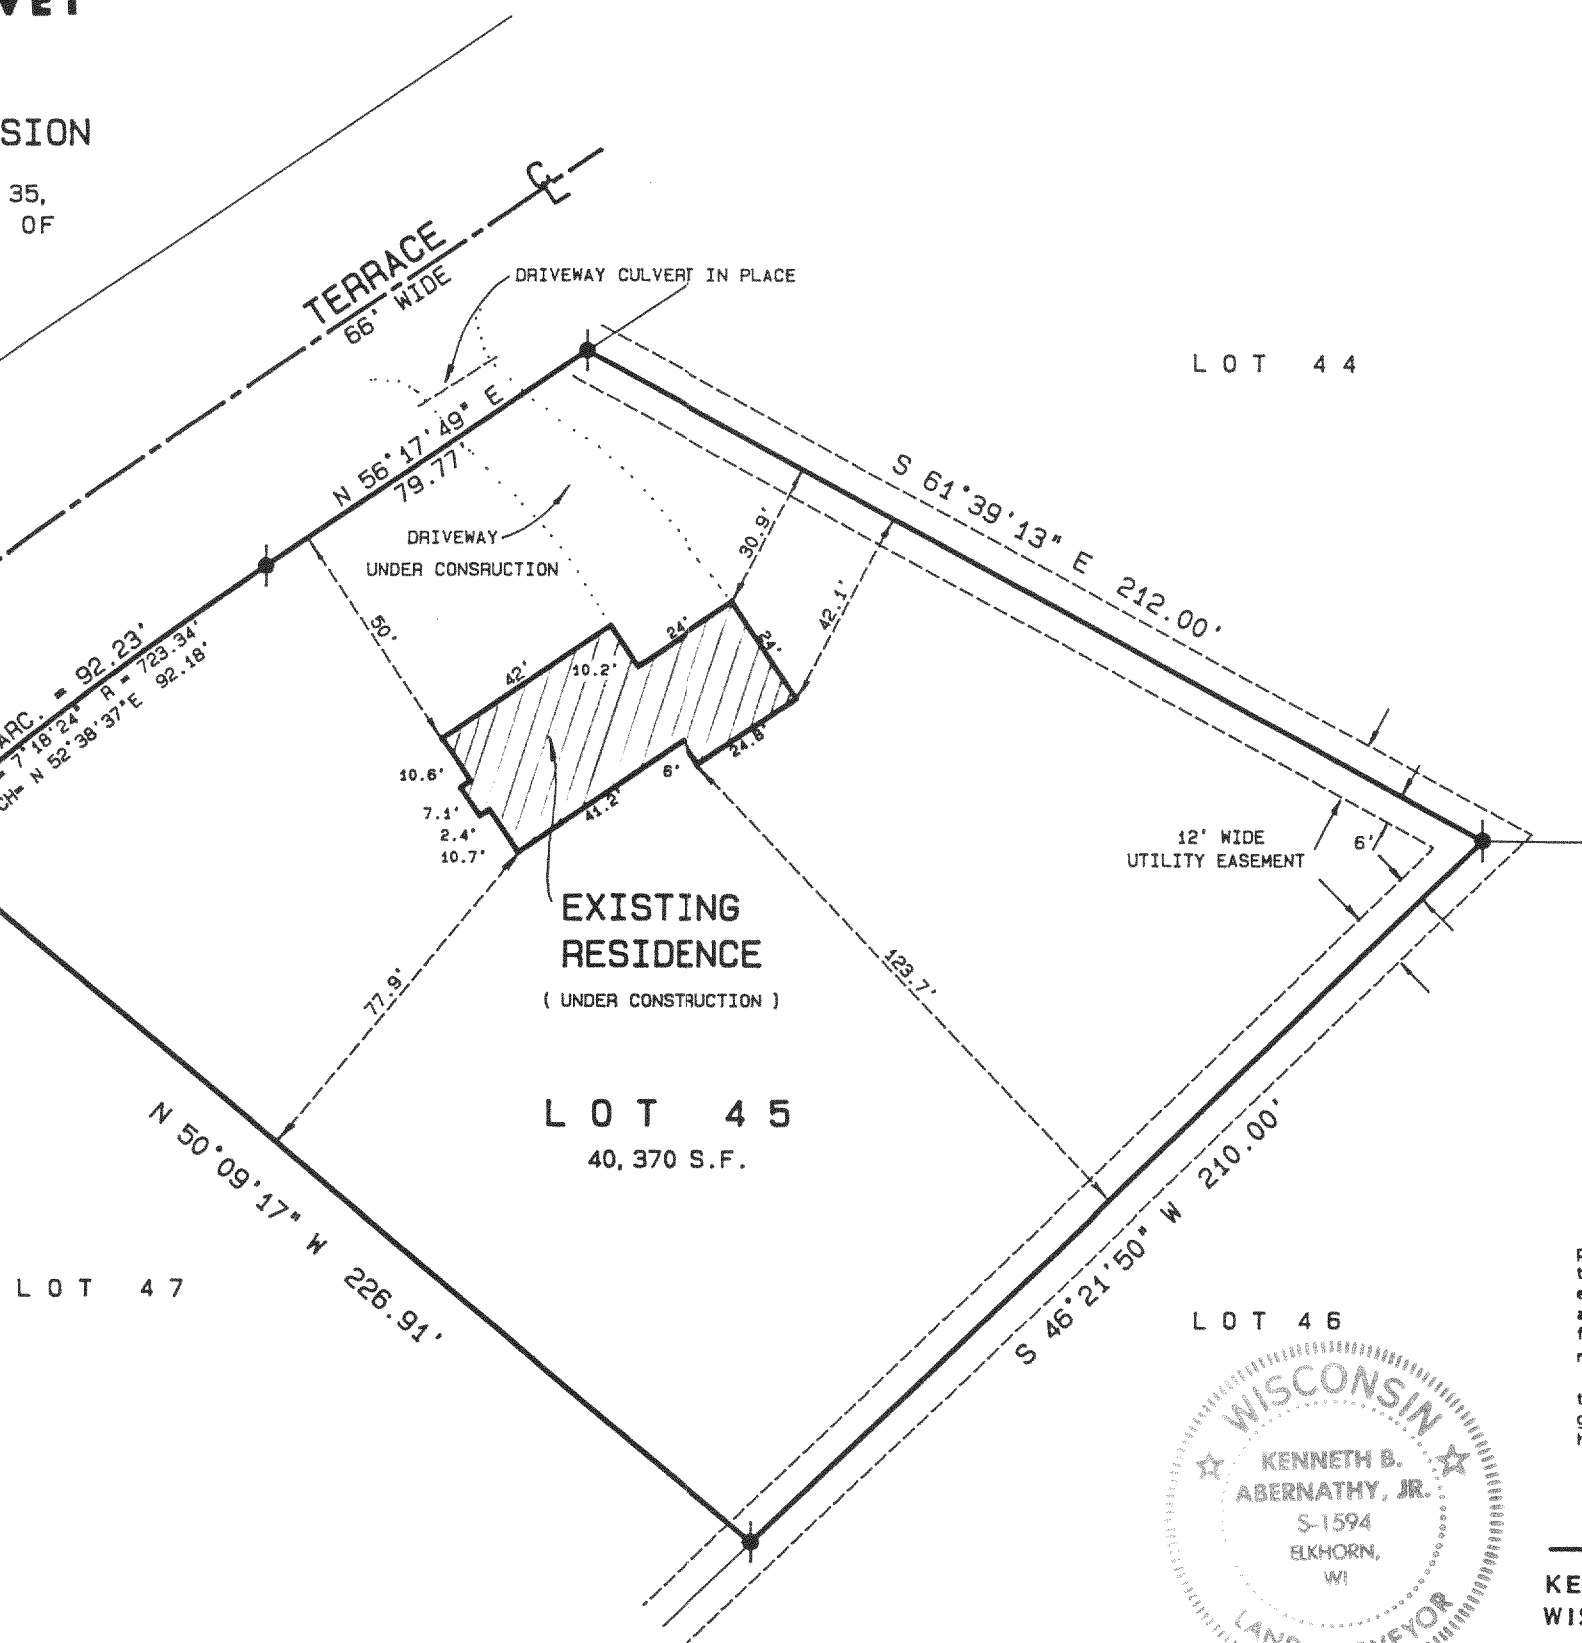 SION
35,
OF
TERRACE
66' WIDE
CL
DRIVEWAY CULVERT IN PLACE
LOT 44
N 56°17'49" E
79.77'
S 61°39'13" E 212.00'
DRIVEWAY
UNDER CONSRUCTION
30.9'
42.1'
50'
ARC. = 92.23'
= 7°18'24" R = 723.34'
CH= N 52°38'37"E 92.18'
42'
10.2'
24'
24'
10.6'
7.1'
2.4'
10.7'
41.2'
6'
24.8'
12' WIDE
UTILITY EASEMENT
6'
EXISTING
RESIDENCE
( UNDER CONSTRUCTION )
77.9'
123.7'
LOT 45
40,370 S.F.
N 50°09'17" W 226.91'
S 46°21'50" W 210.00'
LOT 47
LOT 46
WISCONSIN
KENNETH B.
ABERNATHY, JR.
S-1594
ELKHORN,
WI
KE
WIS